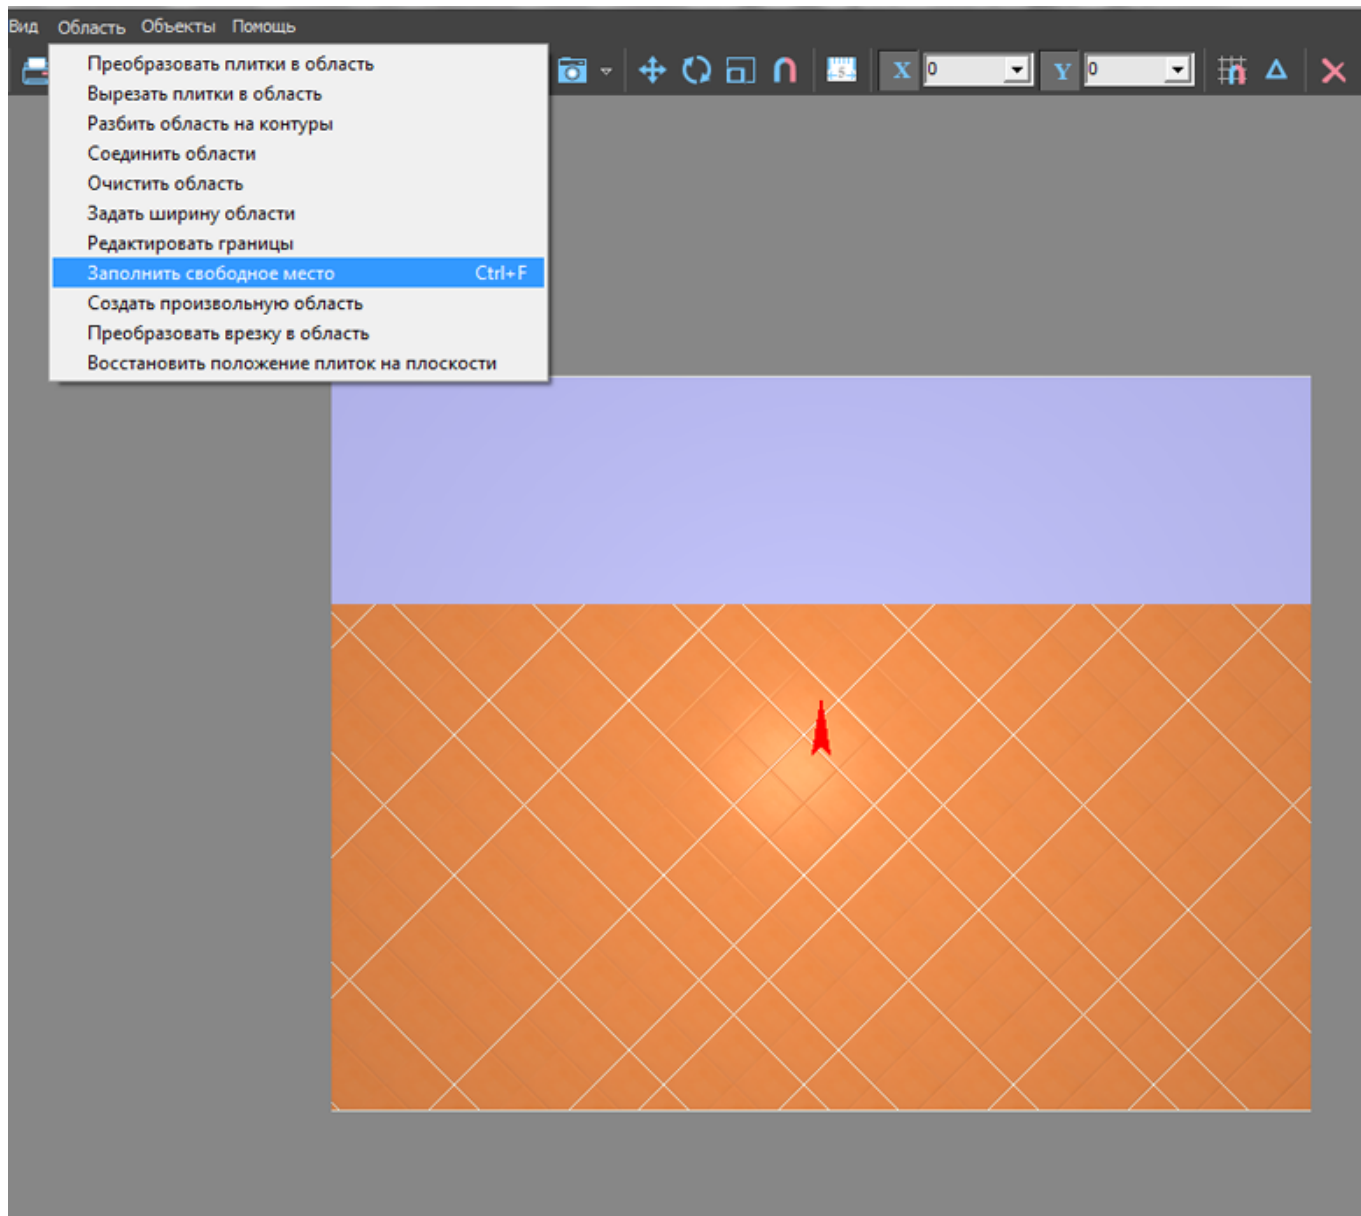 Вид Область Объекты Помощь
X 0 Y 0
Преобразовать плитки в область
Вырезать плитки в область
Разбить область на контуры
Соединить области
Очистить область
Задать ширину области
Редактировать границы
Заполнить свободное место Ctrl+F
Создать произвольную область
Преобразовать врезку в область
Восстановить положение плиток на плоскости